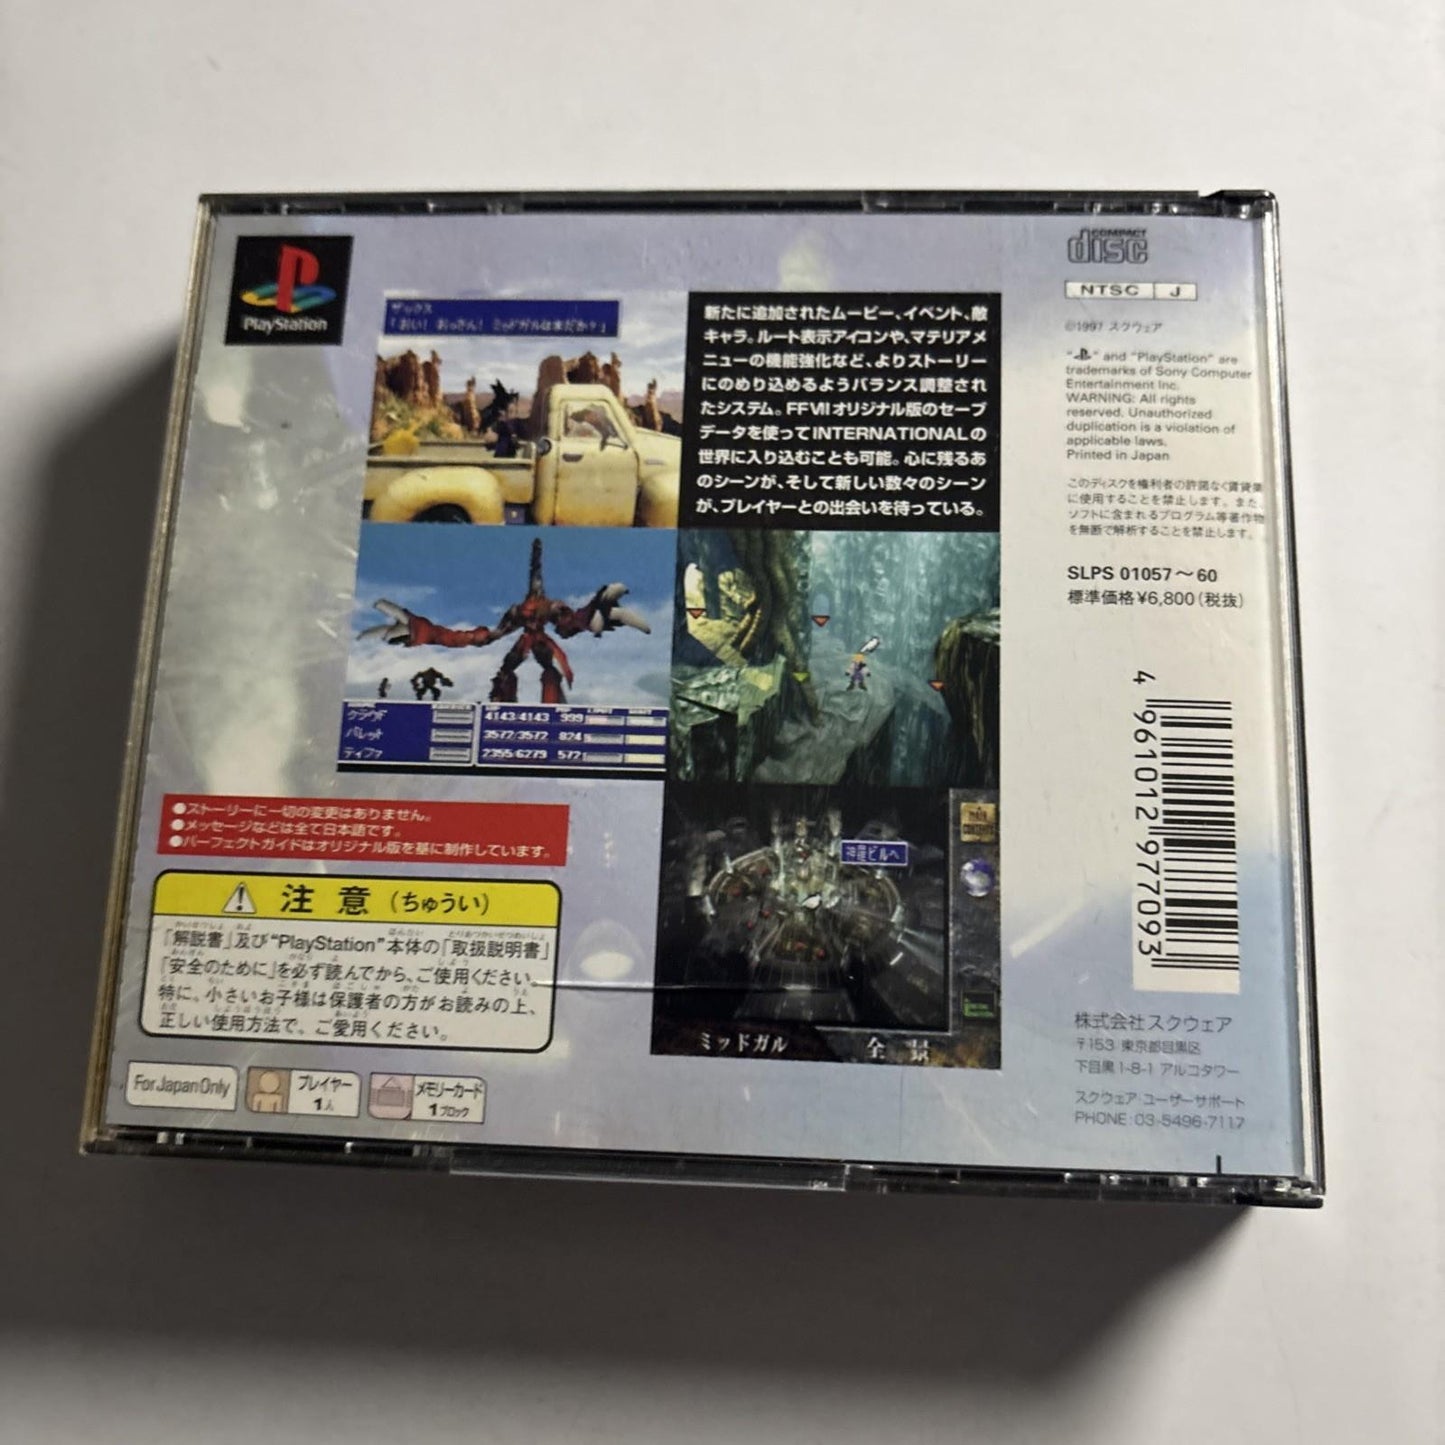 PlayStation
ザックス
「おい！ おっさん！ ミッドガルはまだか？」
新たに追加されたムービー、イベント、敵
キャラ。ルート表示アイコンや、マテリアメ
ニューの機能強化など、よりストーリー
にのめり込めるようバランス調整され
たシステム。FFVIIオリジナル版のセーブ
データを使ってINTERNATIONALの
世界に入り込むことも可能。心に残るあ
のシーンが、そして新しい数々のシーン
が、プレイヤーとの出会いを待っている。
クラウド 4143/4143 999
バレット 3572/3572 824
ティファ 2355/6279 572
神羅ビルへ
ミッドガル 全景
●ストーリーに一切の変更はありません。
●メッセージなどは全て日本語です。
●パーフェクトガイドはオリジナル版を基に制作しています。
注意（ちゅうい）
「解説書」及び“PlayStation”本体の「取扱説明書」
「安全のために」を必ず読んでから、ご使用ください。
特に。小さいお子様は保護者の方がお読みの上、
正しい使用方法で。ご愛用ください。
For Japan Only
プレイヤー
1人
メモリーカード
1ブロック
COMPACT
disc
NTSC J
©1997 スクウェア
“ ” and “PlayStation” are
trademarks of Sony Computer
Entertainment Inc.
WARNING: All rights
reserved. Unauthorized
duplication is a violation of
applicable laws.
Printed in Japan
このディスクを権利者の許諾なく賃貸業
に使用することを禁止します。また、
ソフトに含まれるプログラム等著作物
を無断で解析することを禁止します。
SLPS 01057～60
標準価格¥6,800（税抜）
4 961012 977093
株式会社スクウェア
〒153 東京都目黒区
下目黒1-8-1 アルコタワー
スクウェア・ユーザーサポート
PHONE: 03-5496-7117